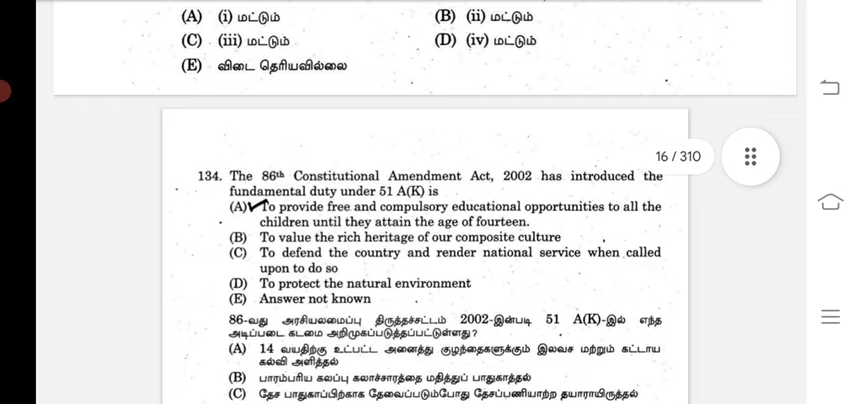 (A) (i) மட்டும் (B) (ii) மட்டும்
(C) (iii) மட்டும் (D) (iv) மட்டும்
(E) விடை தெரியவில்லை
16 / 310
134. The 86th Constitutional Amendment Act, 2002 has introduced the
fundamental duty under 51 A(K) is
(A) To provide free and compulsory educational opportunities to all the
children until they attain the age of fourteen.
(B) To value the rich heritage of our composite culture
(C) To defend the country and render national service when called
upon to do so
(D) To protect the natural environment
(E) Answer not known
86-வது அரசியலமைப்பு திருத்தச்சட்டம் 2002-இன்படி 51 A(K)-இல் எந்த
அடிப்படை கடமை அறிமுகப்படுத்தப்பட்டுள்ளது?
(A) 14 வயதிற்கு உட்பட்ட அனைத்து குழந்தைகளுக்கும் இலவச மற்றும் கட்டாய
கல்வி அளித்தல்
(B) பாரம்பரிய கலப்பு கலாச்சாரத்தை மதித்துப் பாதுகாத்தல்
(C) தேச பாதுகாப்பிற்காக தேவைப்படும்போது தேசப்பணியாற்ற தயாராயிருத்தல்